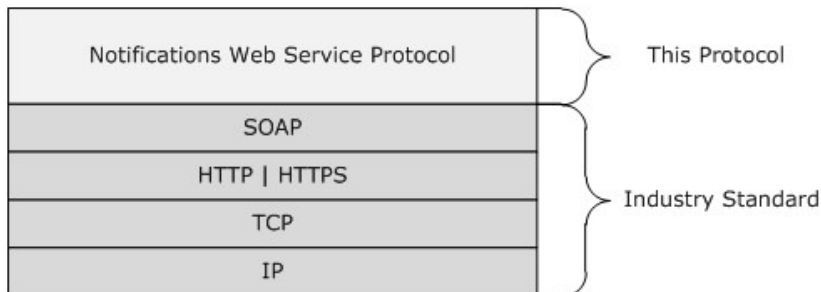 Notifications Web Service Protocol
This Protocol
SOAP
HTTP | HTTPS
TCP
IP
Industry Standard